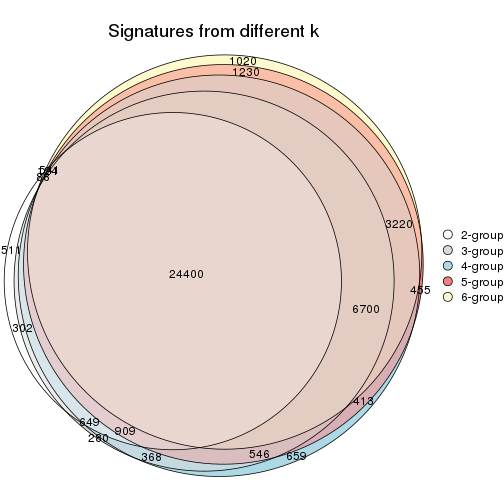 Signatures from different k
1020
1230
88
511
3220
24400
2-group
3-group
4-group
5-group
6-group
455
6700
302
413
649
909
280
546
659
368